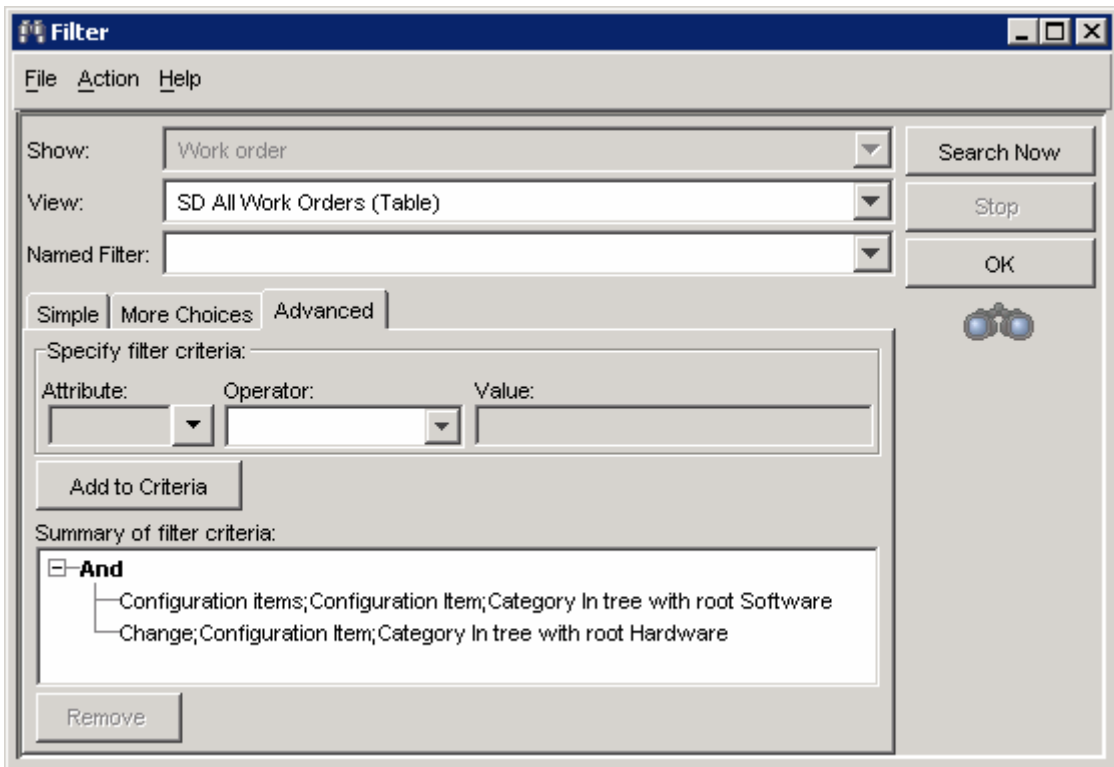 Filter
File Action Help
Show: Work order
Search Now
View: SD All Work Orders (Table)
Stop
Named Filter:
OK
Simple More Choices Advanced
Specify filter criteria:
Attribute: Operator: Value:
Add to Criteria
Summary of filter criteria:
And
Configuration items;Configuration Item;Category In tree with root Software
Change;Configuration Item;Category In tree with root Hardware
Remove